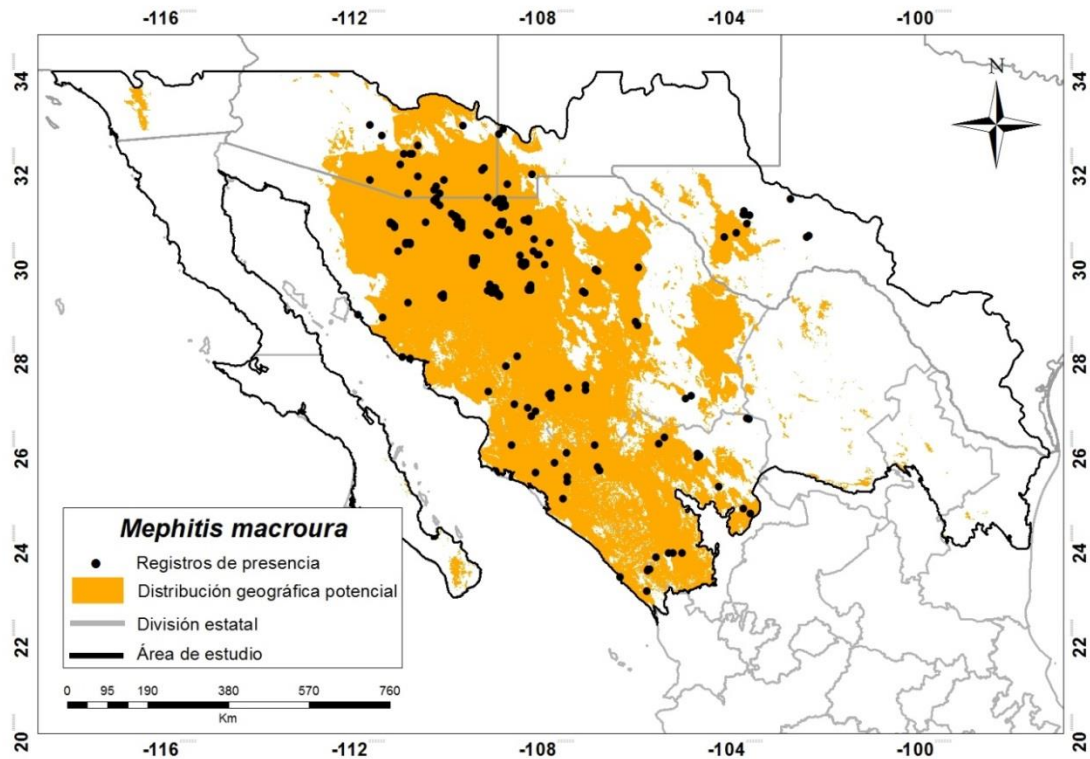 -116 -112 -108 -104 -100
34 34
N
32 32
30 30
28 28
26 26
24 24
22 22
20 20
Mephitis macroura
Registros de presencia
Distribución geográfica potencial
División estatal
Área de estudio
0 95 190 380 570 760
Km
-116 -112 -108 -104 -100